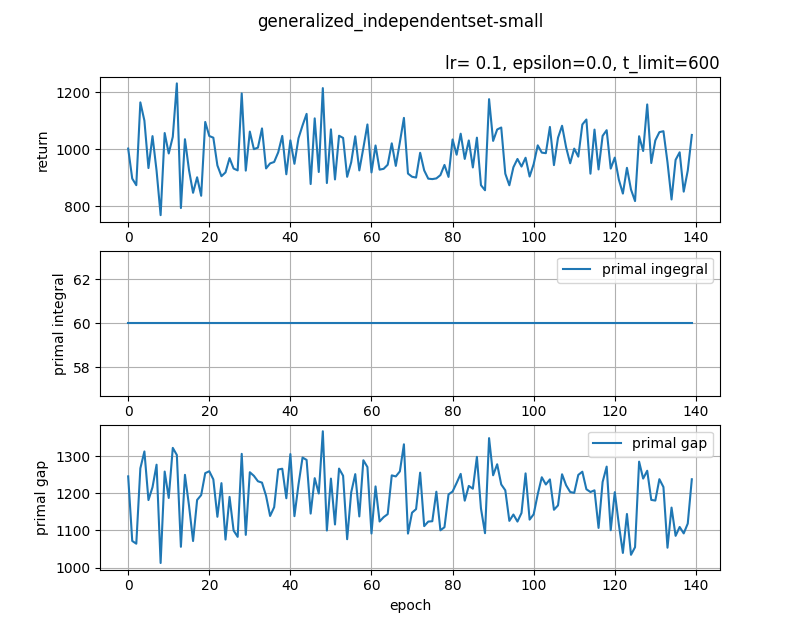 generalized_independentset-small
lr= 0.1, epsilon=0.0, t_limit=600
return
1200
1000
800
0 20 40 60 80 100 120 140
primal integral
primal ingegral
62
60
58
0 20 40 60 80 100 120 140
primal gap
primal gap
1300
1200
1100
1000
0 20 40 60 80 100 120 140
epoch